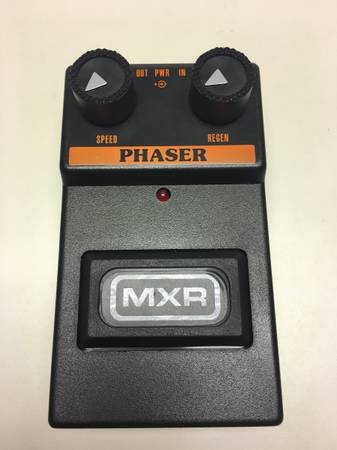 OUT PWR IN
SPEED REGEN
PHASER
MXR